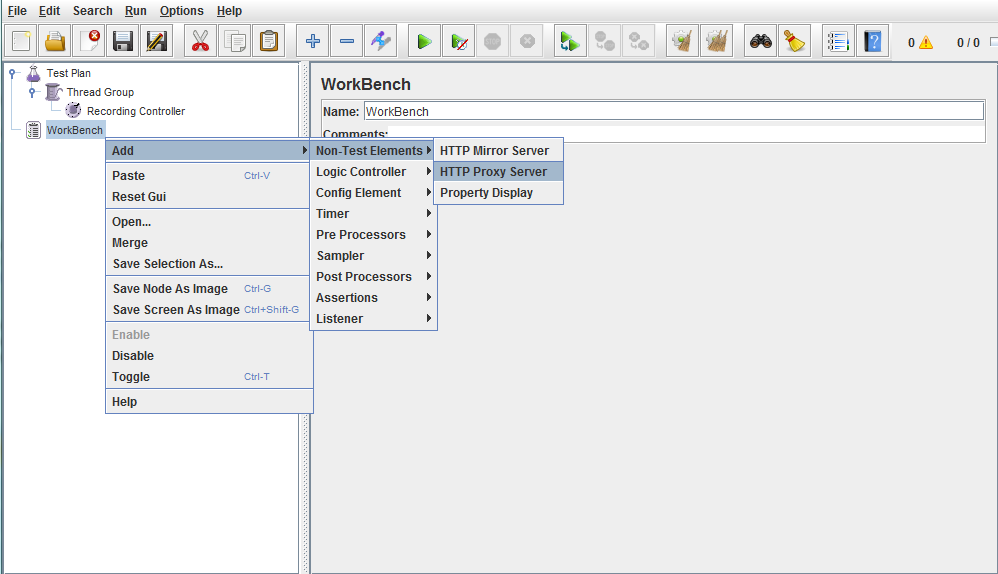 File Edit Search Run Options Help
0 0 / 0
Test Plan
Thread Group
Recording Controller
WorkBench
WorkBench
Name: WorkBench
Comments:
Add
Paste Ctrl-V
Reset Gui
Open...
Merge
Save Selection As...
Save Node As Image Ctrl-G
Save Screen As Image Ctrl+Shift-G
Enable
Disable
Toggle Ctrl-T
Help
Non-Test Elements
Logic Controller
Config Element
Timer
Pre Processors
Sampler
Post Processors
Assertions
Listener
HTTP Mirror Server
HTTP Proxy Server
Property Display